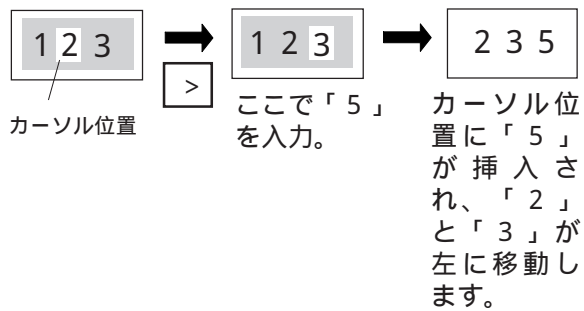 1 2 3
カーソル位置
>
1 2 3
ここで「5」
を入力。
2 3 5
カーソル位
置に「5」
が挿入さ
れ、「2」
と「3」が
左に移動し
ます。